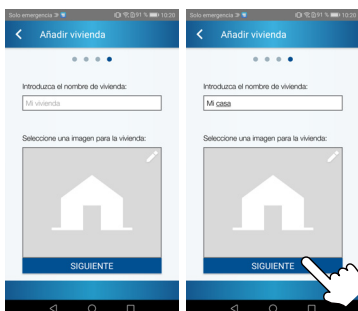 Solo emergencia
91 % 10:20
Añadir vivienda
Introduzca el nombre de vivienda:
Mi vivienda
Seleccione una imagen para la vivienda:
SIGUIENTE
Solo emergencia
91 % 10:20
Añadir vivienda
Introduzca el nombre de vivienda:
Mi casa
Seleccione una imagen para la vivienda:
SIGUIENTE